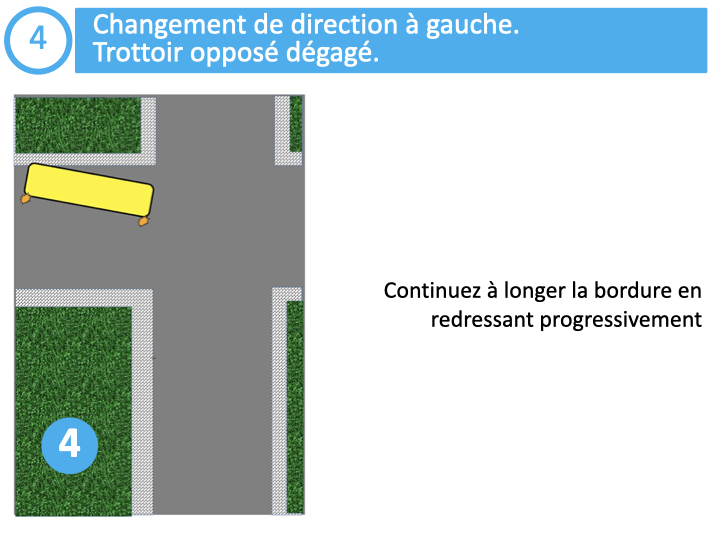 4
Changement de direction à gauche.
Trottoir opposé dégagé.
Continuez à longer la bordure en
redressant progressivement
4